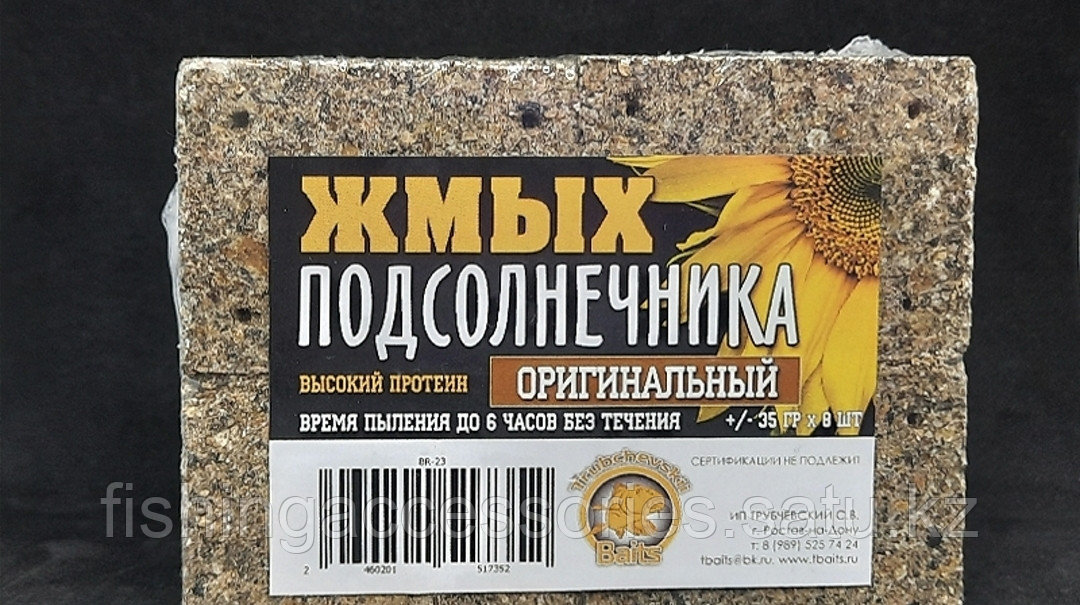 ЖМЫХ
ПОДСОЛНЕЧНИКА
ВЫСОКИЙ ПРОТЕИН
ОРИГИНАЛЬНЫЙ
ВРЕМЯ ПЫЛЕНИЯ ДО 6 ЧАСОВ БЕЗ ТЕЧЕНИЯ
+/- 35 ГР х 8 ШТ
BR-23
2 460201 517352
Trubchevskii
Baits
СЕРТИФИКАЦИИ НЕ ПОДЛЕЖИТ
ИП ТРУБЧЕВСКИЙ С.В.
г. Ростов-на-Дону
т: 8 (989) 525 74 24
tbaits@bk.ru. www.tbaits.ru
fishingaccessories.satu.kz